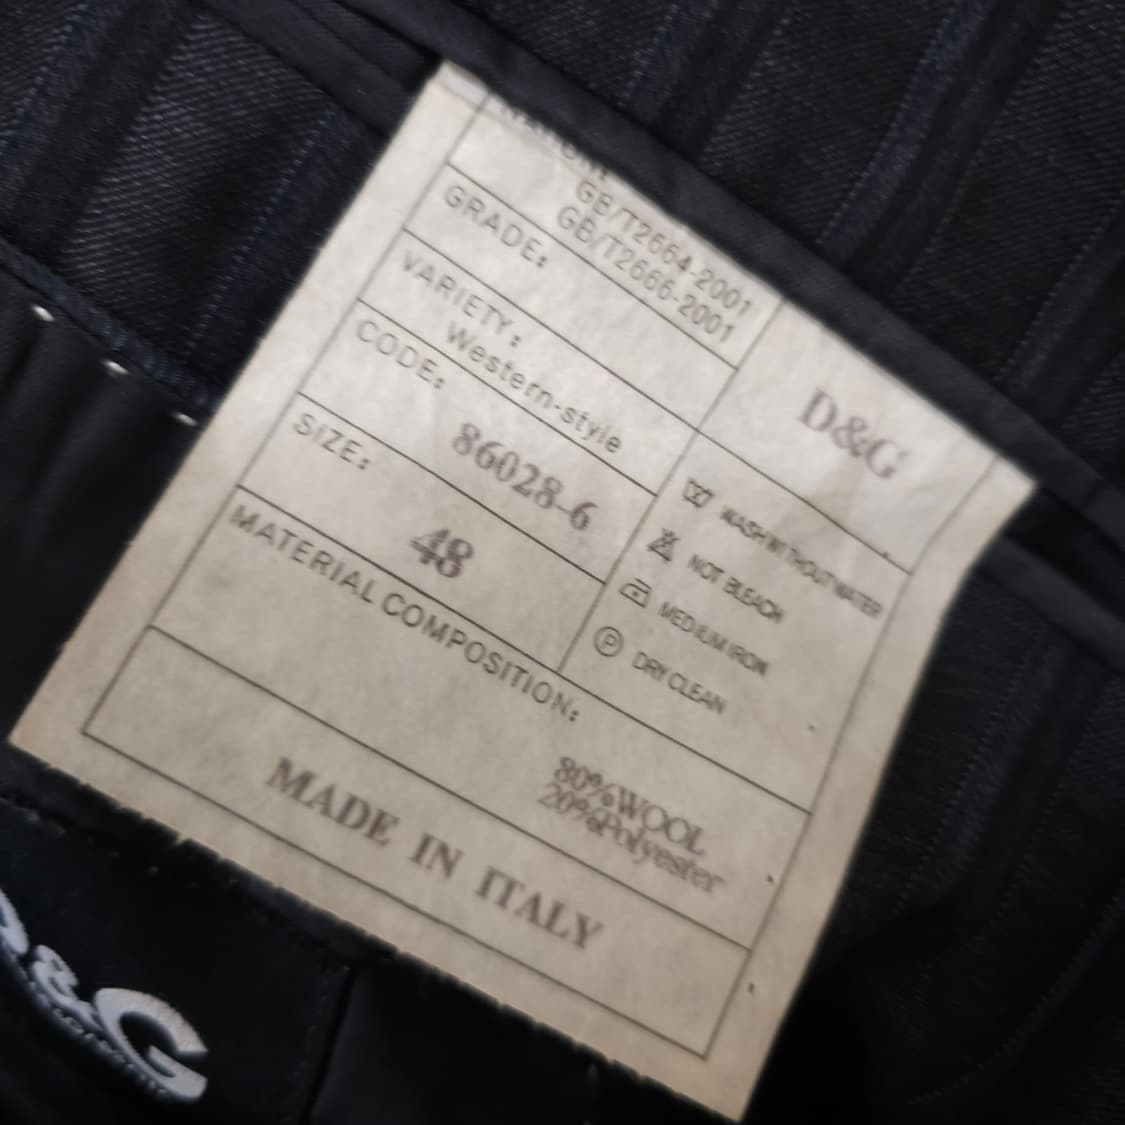 GB/T2664-2001
GB/T2666-2001
GRADE:
VARIETY:
Western-style
CODE:
86028-6
SIZE:
48
D&G
WASH WITHOUT WATER
NOT BLEACH
MEDIUM IRON
P DRY CLEAN
MATERIAL COMPOSITION:
80%WOOL
20%Polyester
MADE IN ITALY
D&G